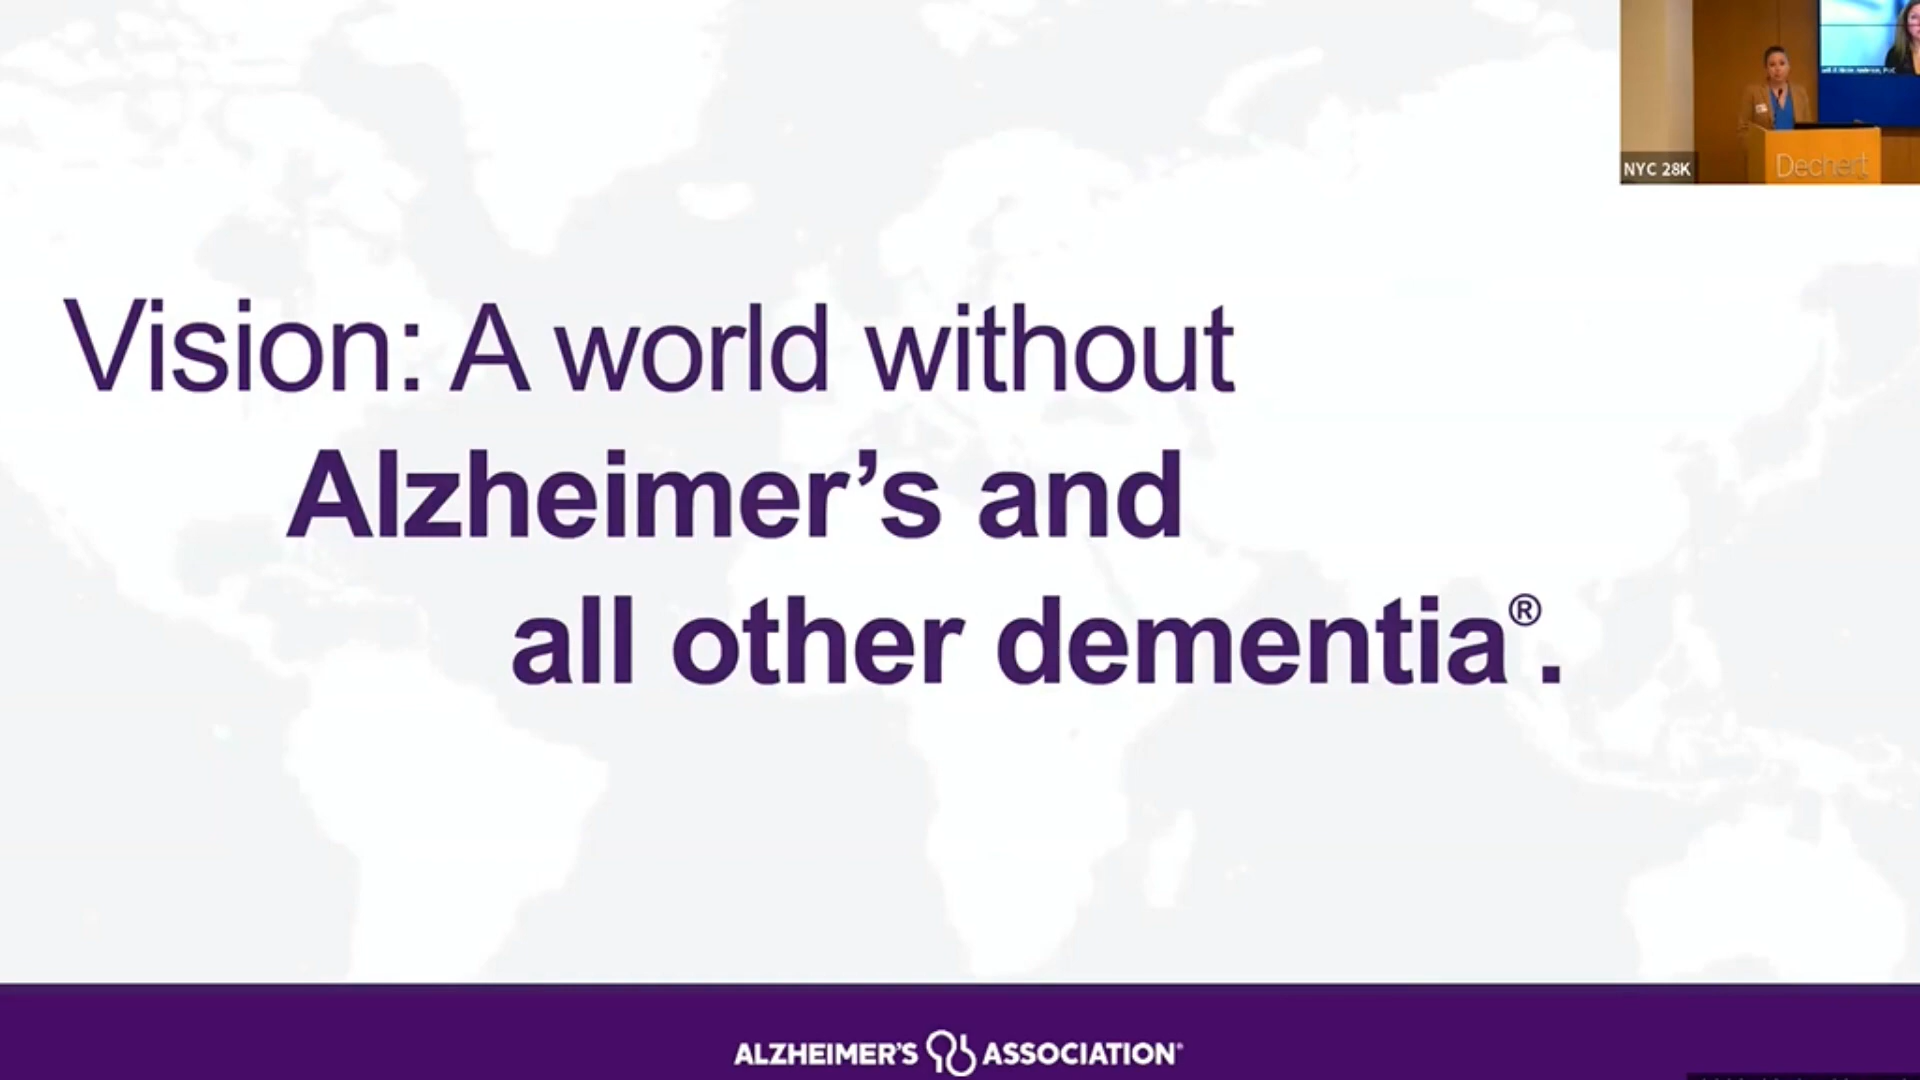 Vision: A world without
Alzheimer’s and
all other dementia®.
NYC 28K
Dechert
ALZHEIMER'S ASSOCIATION®